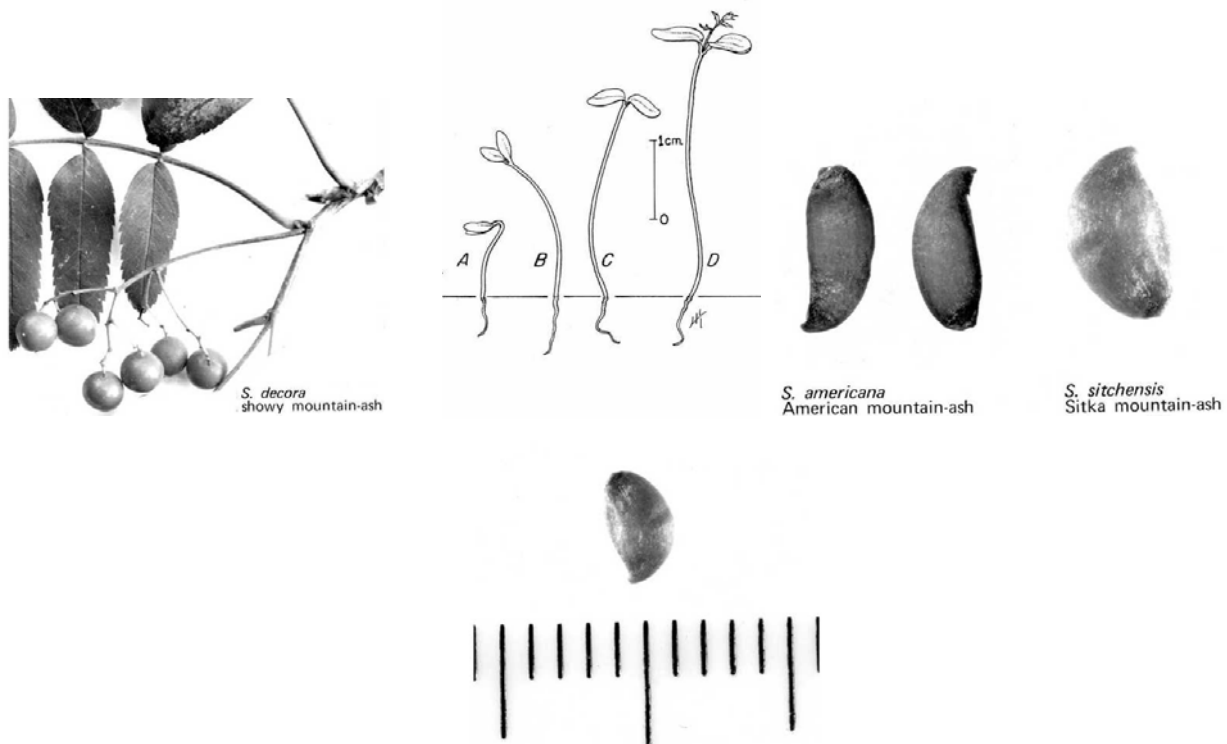 S. decora
showy mountain-ash
A
B
C
D
1cm.
0
S. americana
American mountain-ash
S. sitchensis
Sitka mountain-ash